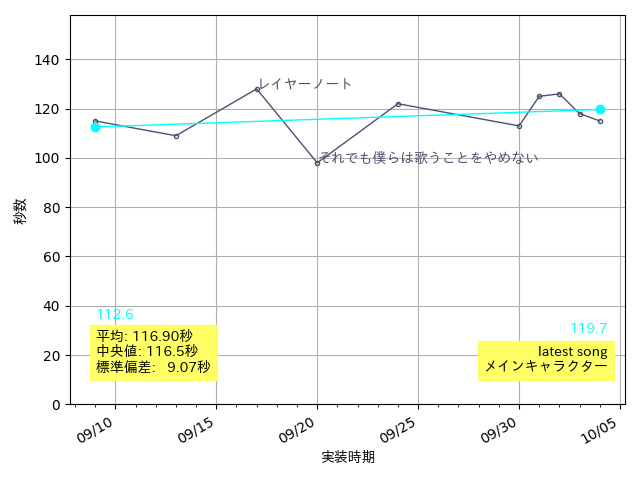 140
120
100
80
60
40
20
0
秒数
レイヤーノート
それでも僕らは歌うことをやめない
112.6
119.7
平均: 116.90秒
中央値: 116.5秒
標準偏差: 9.07秒
latest song
メインキャラクター
09/10
09/15
09/20
09/25
09/30
10/05
実装時期